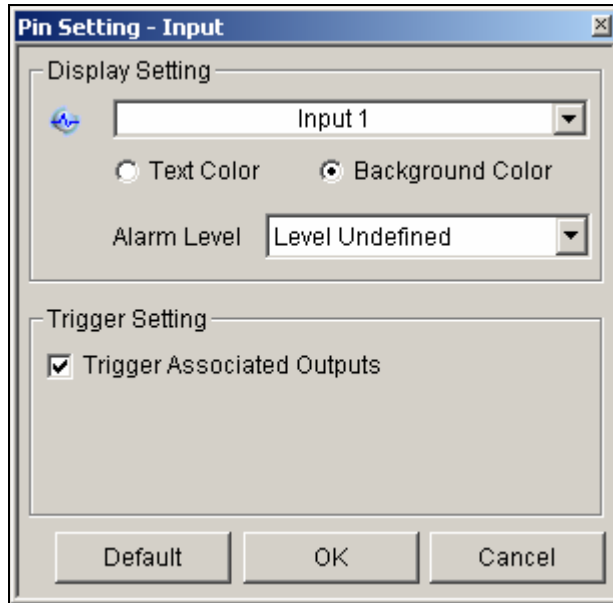 Pin Setting - Input
Display Setting
Input 1
Text Color Background Color
Alarm Level Level Undefined
Trigger Setting
Trigger Associated Outputs
Default OK Cancel